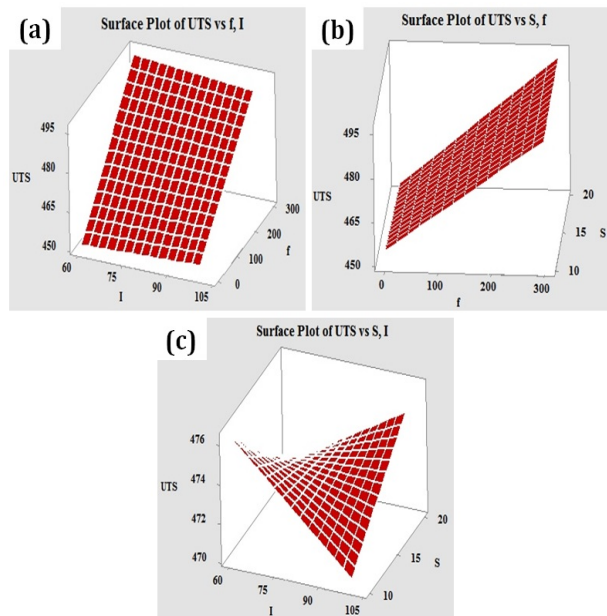 (a)
Surface Plot of UTS vs f, I
495
480
UTS
465
450
60
75
I
90
105
0
100
f
200
300
(b)
Surface Plot of UTS vs S, f
495
480
UTS
465
450
0
100
f
200
300
10
15
S
20
(c)
Surface Plot of UTS vs S, I
476
474
UTS
472
470
60
75
I
90
105
10
15
S
20